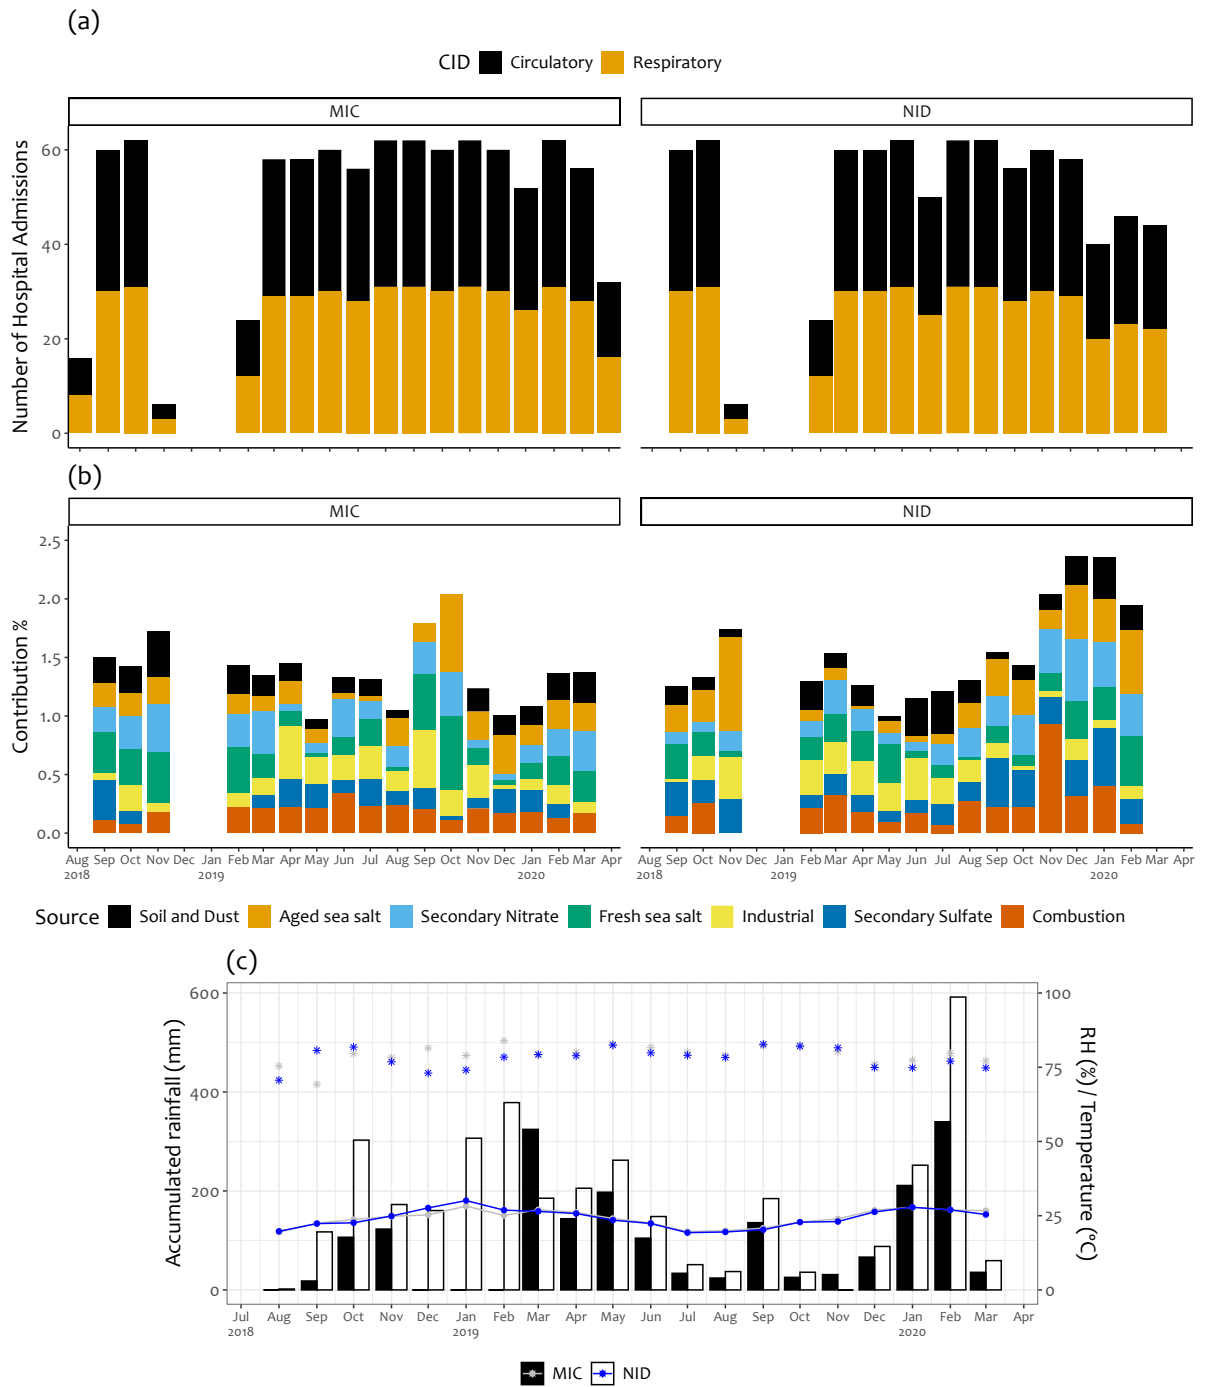 (a)
CID Circulatory Respiratory
MIC NID
Number of Hospital Admissions
60
40
20
0
(b)
MIC NID
Contribution %
2.5
2.0
1.5
1.0
0.5
0.0
Aug Sep Oct Nov Dec Jan Feb Mar Apr May Jun Jul Aug Sep Oct Nov Dec Jan Feb Mar Apr Aug Sep Oct Nov Dec Jan Feb Mar Apr May Jun Jul Aug Sep Oct Nov Dec Jan Feb Mar Apr
2018 2019 2020 2018 2019 2020
Source Soil and Dust Aged sea salt Secondary Nitrate Fresh sea salt Industrial Secondary Sulfate Combustion
(c)
Accumulated rainfall (mm)
600
400
200
0
100
75
50
25
0
RH (%) / Temperature (°C)
Jul Aug Sep Oct Nov Dec Jan Feb Mar Apr May Jun Jul Aug Sep Oct Nov Dec Jan Feb Mar Apr
2018 2019 2020
MIC NID